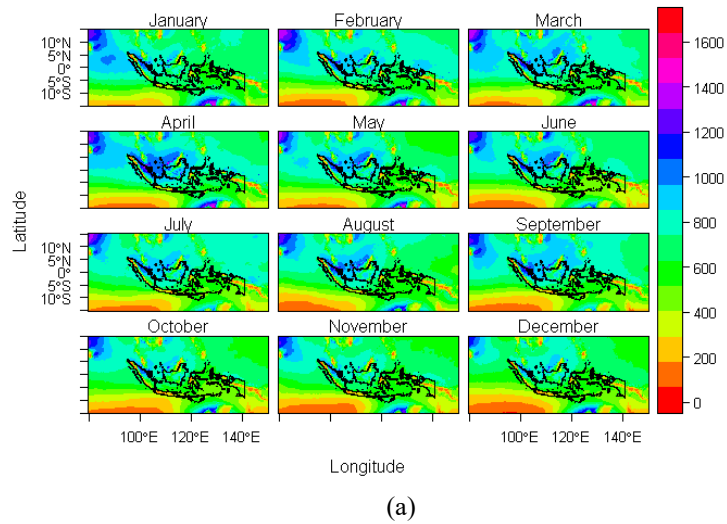 January February March
10°N
5°N
0°
5°S
10°S
April May June
July August September
10°N
5°N
0°
5°S
10°S
October November December
100°E 120°E 140°E 100°E 120°E 140°E
Latitude
Longitude
1600
1400
1200
1000
800
600
400
200
0
(a)